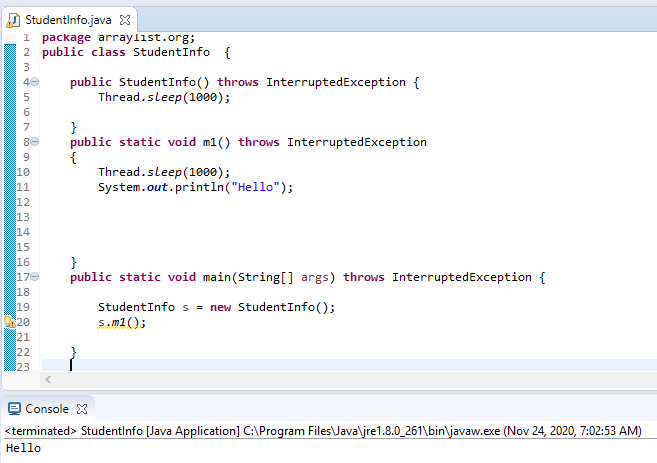 StudentInfo.java
1 package arraylist.org;
2 public class StudentInfo {
3
4 public StudentInfo() throws InterruptedException {
5 Thread.sleep(1000);
6
7 }
8 public static void m1() throws InterruptedException
9 {
10 Thread.sleep(1000);
11 System.out.println("Hello");
12
13
14
15
16 }
17 public static void main(String[] args) throws InterruptedException {
18
19 StudentInfo s = new StudentInfo();
20 s.m1();
21
22 }
23
Console
<terminated> StudentInfo [Java Application] C:\Program Files\Java\jre1.8.0_261\bin\javaw.exe (Nov 24, 2020, 7:02:53 AM)
Hello